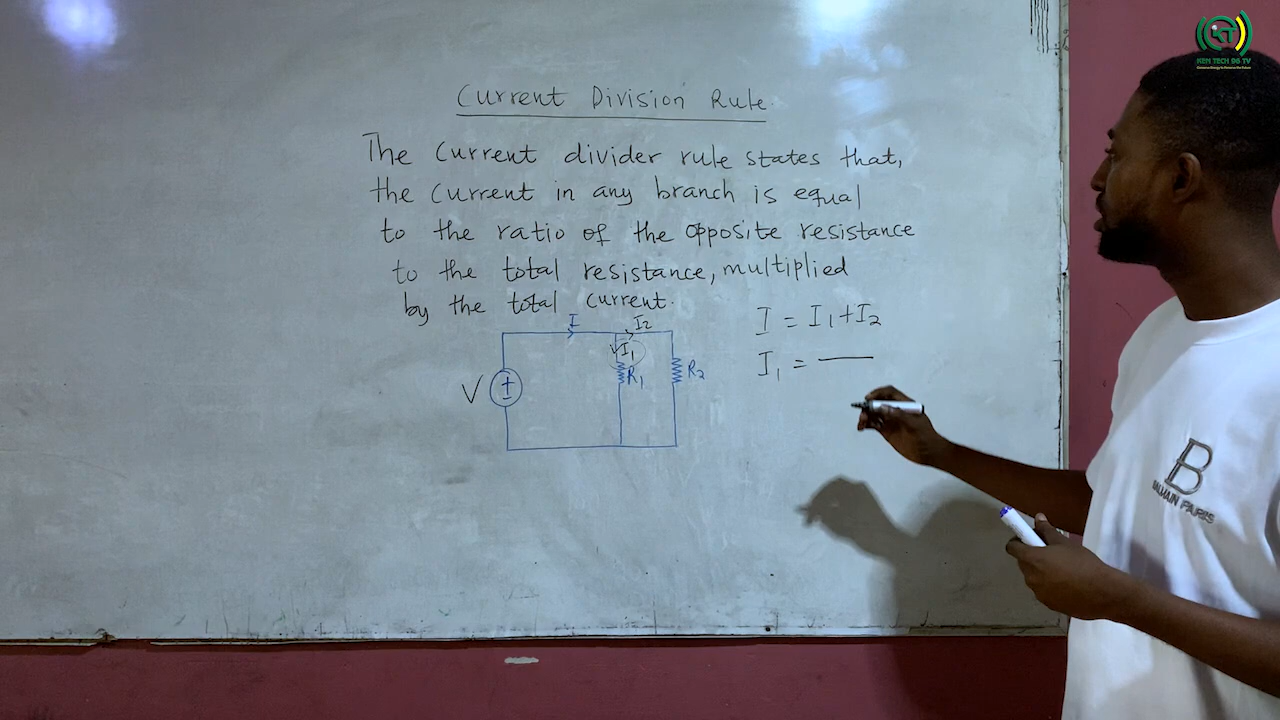 KT
KEM TECH 96 TV
Current Division Rule.
The current divider rule states that,
the current in any branch is equal
to the ratio of the opposite resistance
to the total resistance, multiplied
by the total current.
I = I1+I2
I1 =
I
I2
I1
V
+
-
R1
R2
B
BALMAIN PARIS